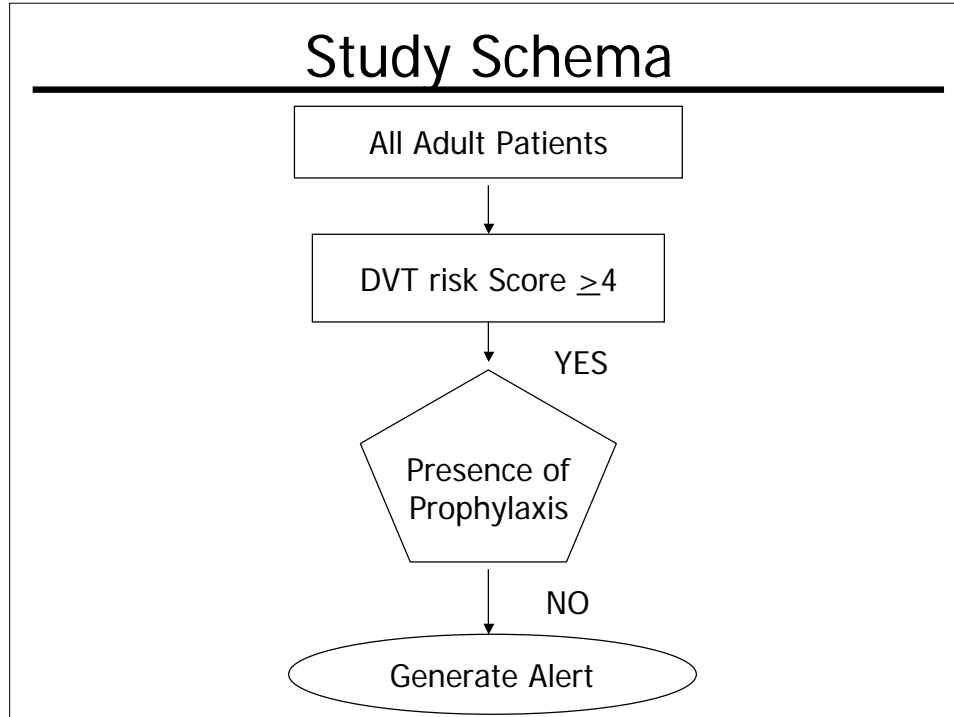 Study Schema
All Adult Patients
DVT risk Score ≥4
YES
Presence of
Prophylaxis
NO
Generate Alert